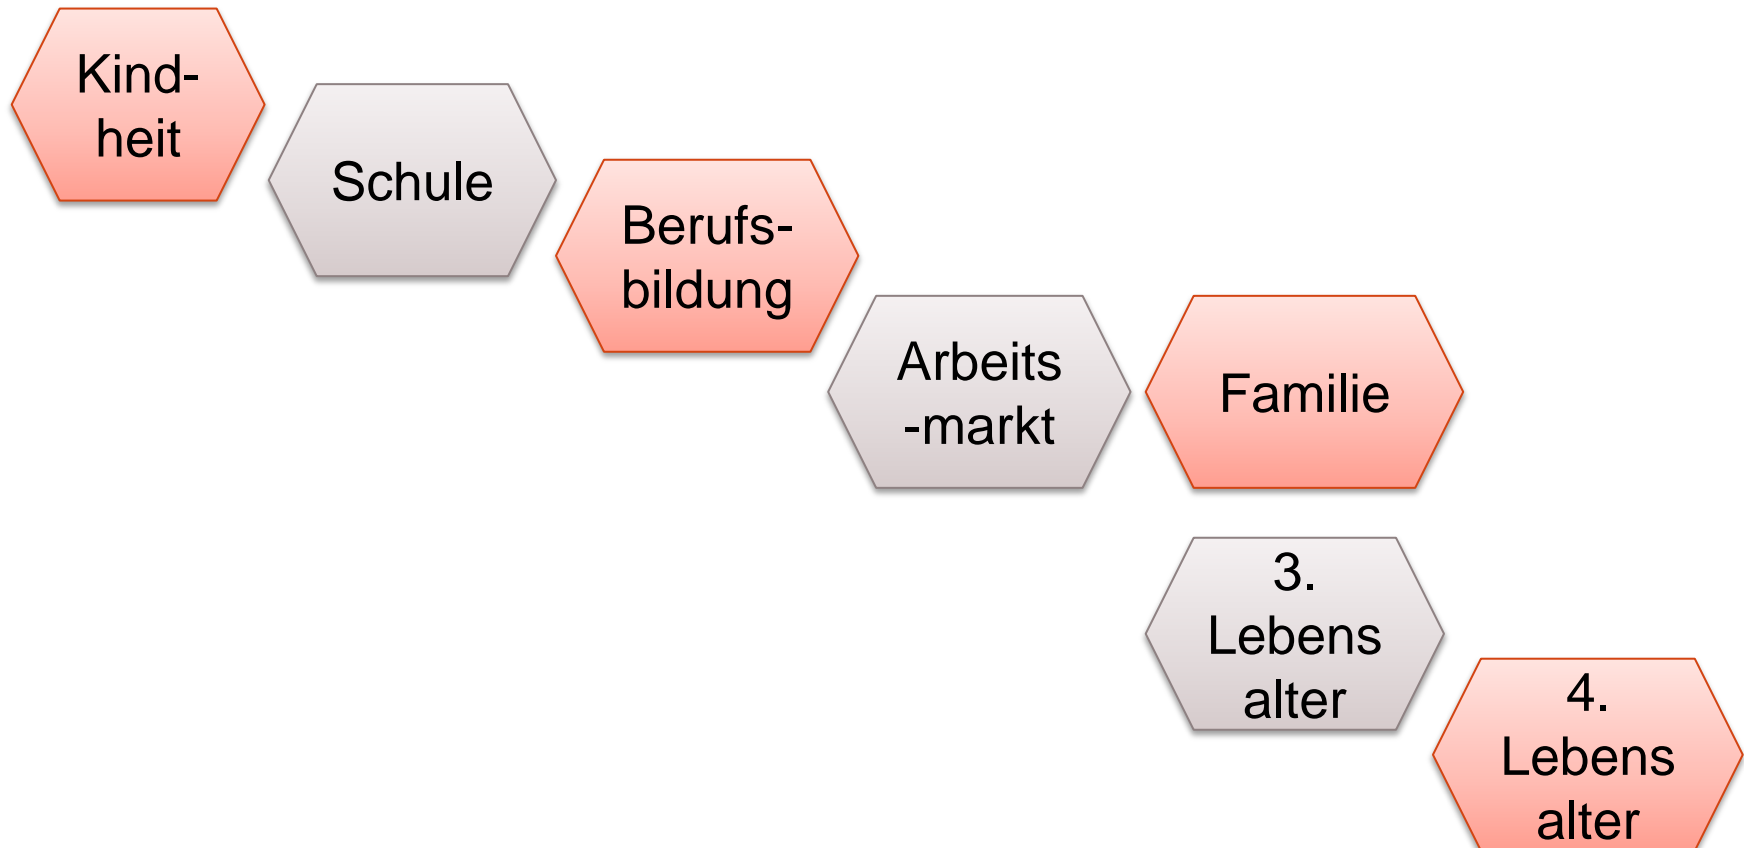 Kind-
heit
Schule
Berufs-
bildung
Arbeits
-markt
Familie
3.
Lebens
alter
4.
Lebens
alter